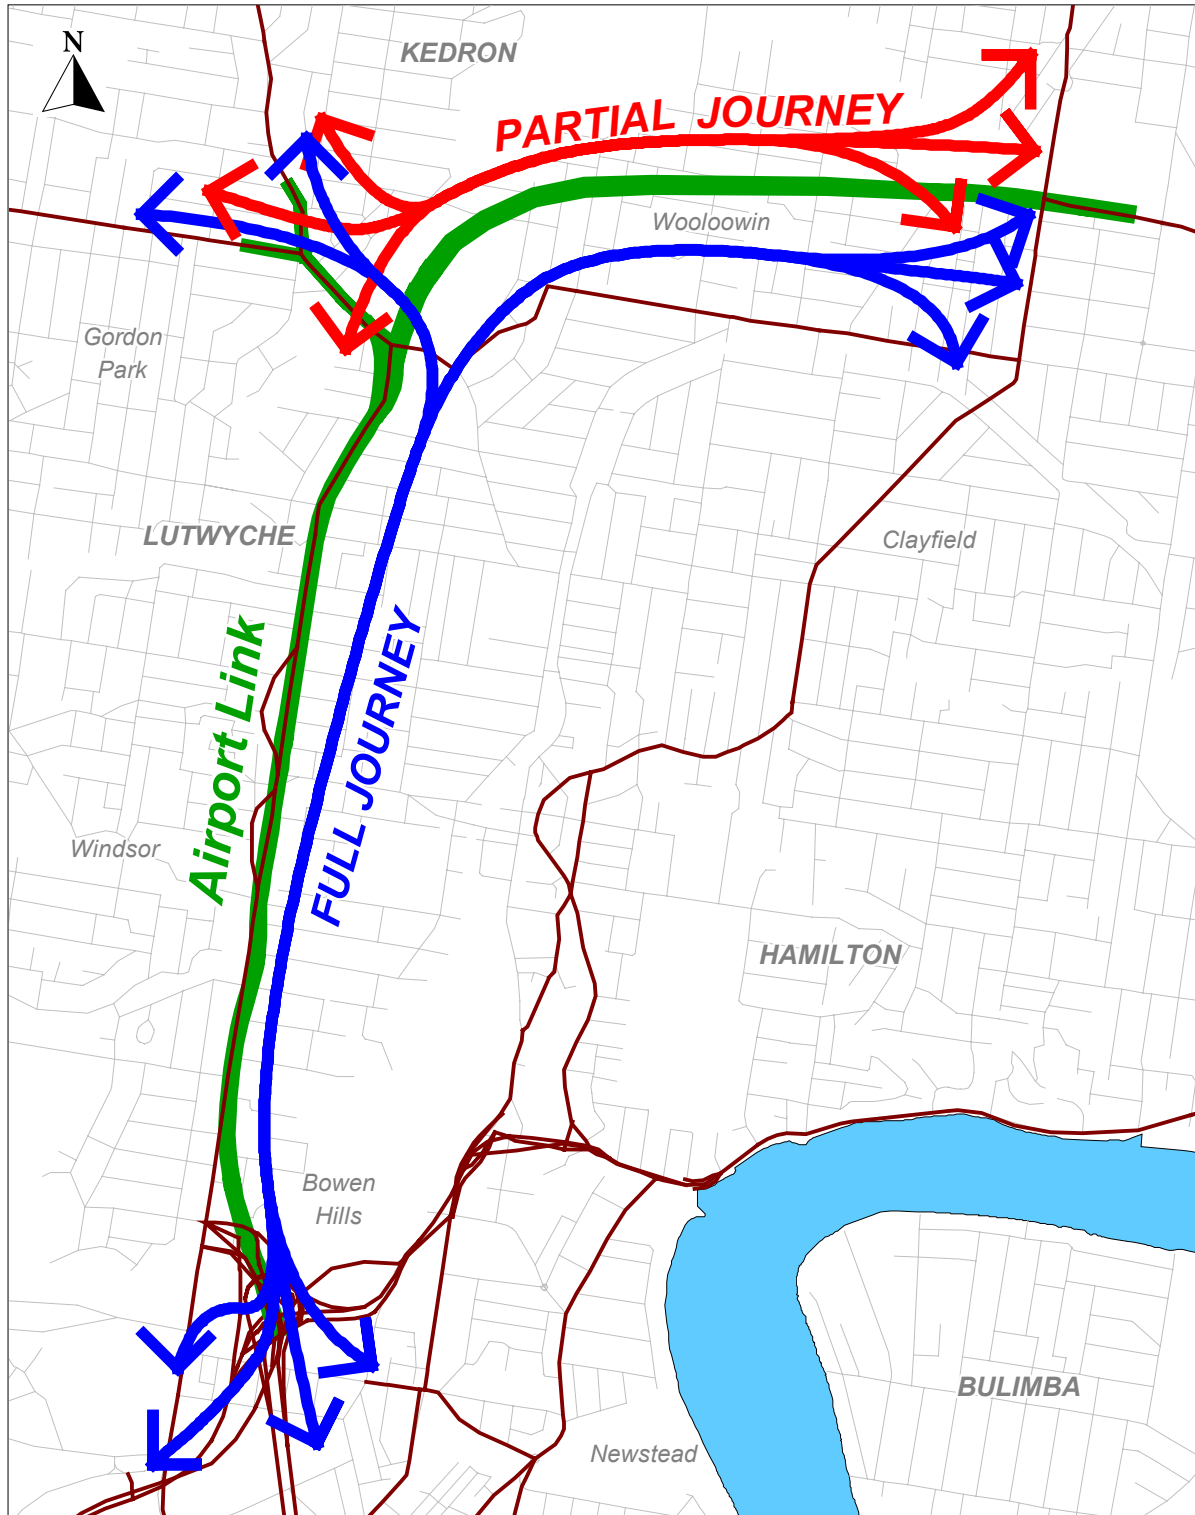 N
KEDRON
PARTIAL JOURNEY
Wooloowin
Gordon
Park
LUTWYCHE
Clayfield
Airport Link
FULL JOURNEY
Windsor
HAMILTON
Bowen
Hills
BULIMBA
Newstead